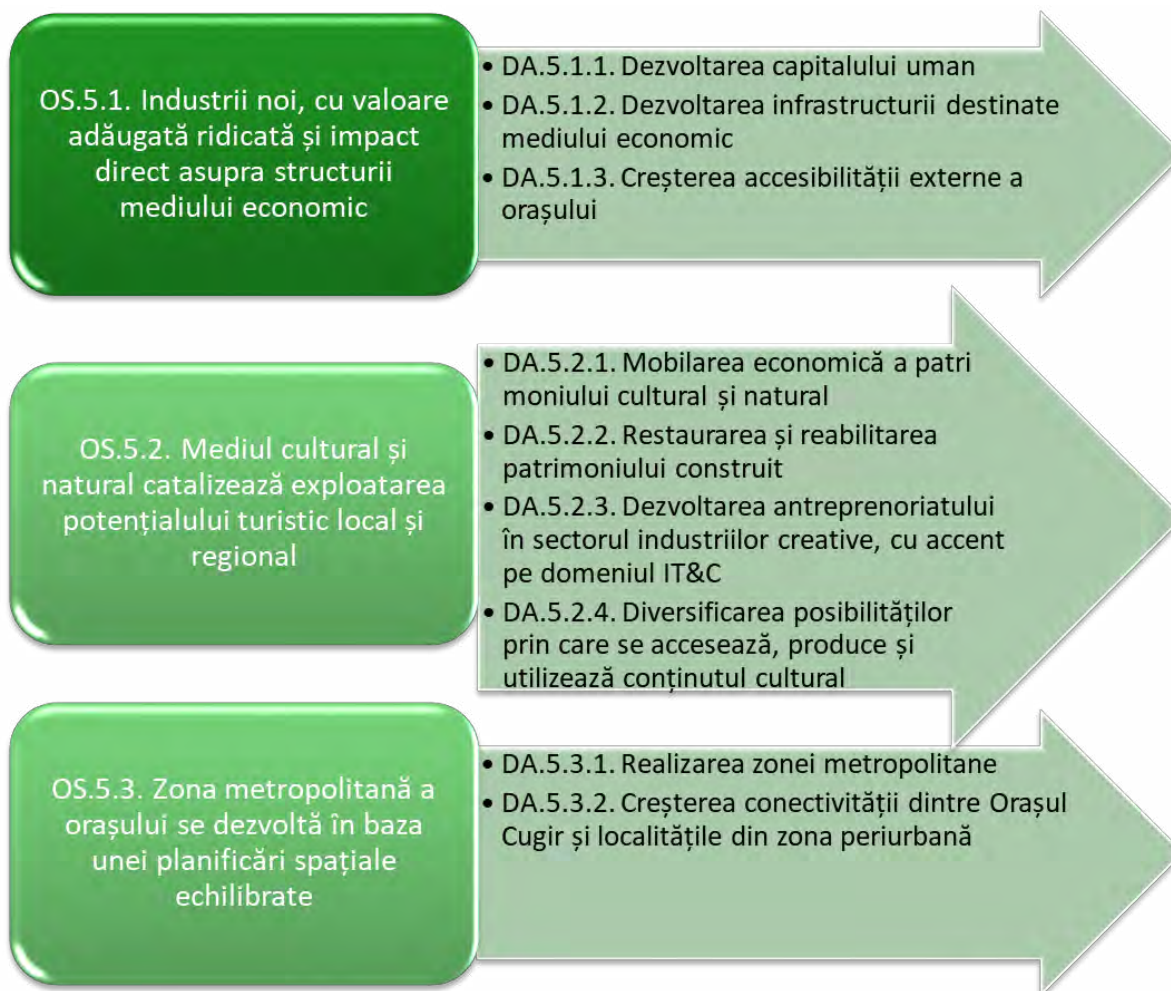 OS.5.1. Industrii noi, cu valoare
adăugată ridicată și impact
direct asupra structurii
mediului economic
• DA.5.1.1. Dezvoltarea capitalului uman
• DA.5.1.2. Dezvoltarea infrastructurii destinate
mediului economic
• DA.5.1.3. Creșterea accesibilității externe a
orașului
OS.5.2. Mediul cultural și
natural catalizează exploatarea
potențialului turistic local și
regional
• DA.5.2.1. Mobilarea economică a patri
moniului cultural și natural
• DA.5.2.2. Restaurarea și reabilitarea
patrimoniului construit
• DA.5.2.3. Dezvoltarea antreprenoriatului
în sectorul industriilor creative, cu accent
pe domeniul IT&C
• DA.5.2.4. Diversificarea posibilităților
prin care se accesează, produce și
utilizează conținutul cultural
OS.5.3. Zona metropolitană a
orașului se dezvoltă în baza
unei planificări spațiale
echilibrate
• DA.5.3.1. Realizarea zonei metropolitane
• DA.5.3.2. Creșterea conectivității dintre Orașul
Cugir și localitățile din zona periurbană